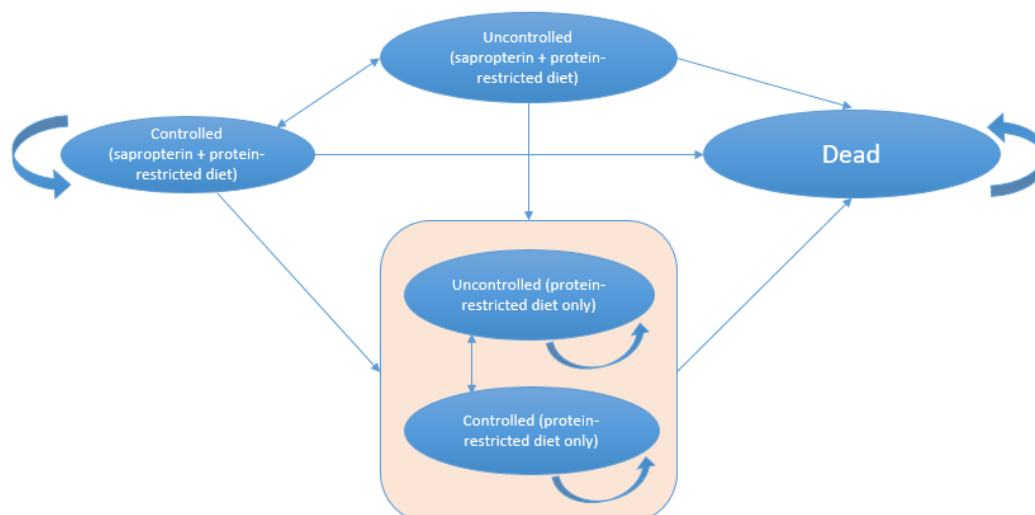 Uncontrolled
(sapropterin + protein-
restricted diet)
Controlled
(sapropterin + protein-
restricted diet)
Dead
Uncontrolled (protein-
restricted diet only)
Controlled (protein-
restricted diet only)